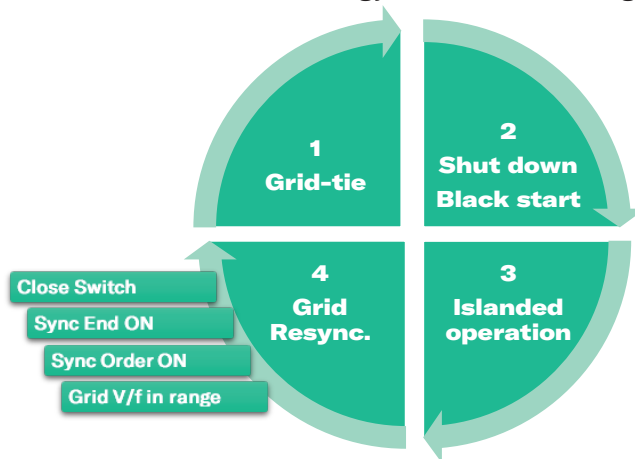 1
Grid-tie
2
Shut down
Black start
3
Islanded
operation
4
Grid
Resync.
Close Switch
Sync End ON
Sync Order ON
Grid V/f in range